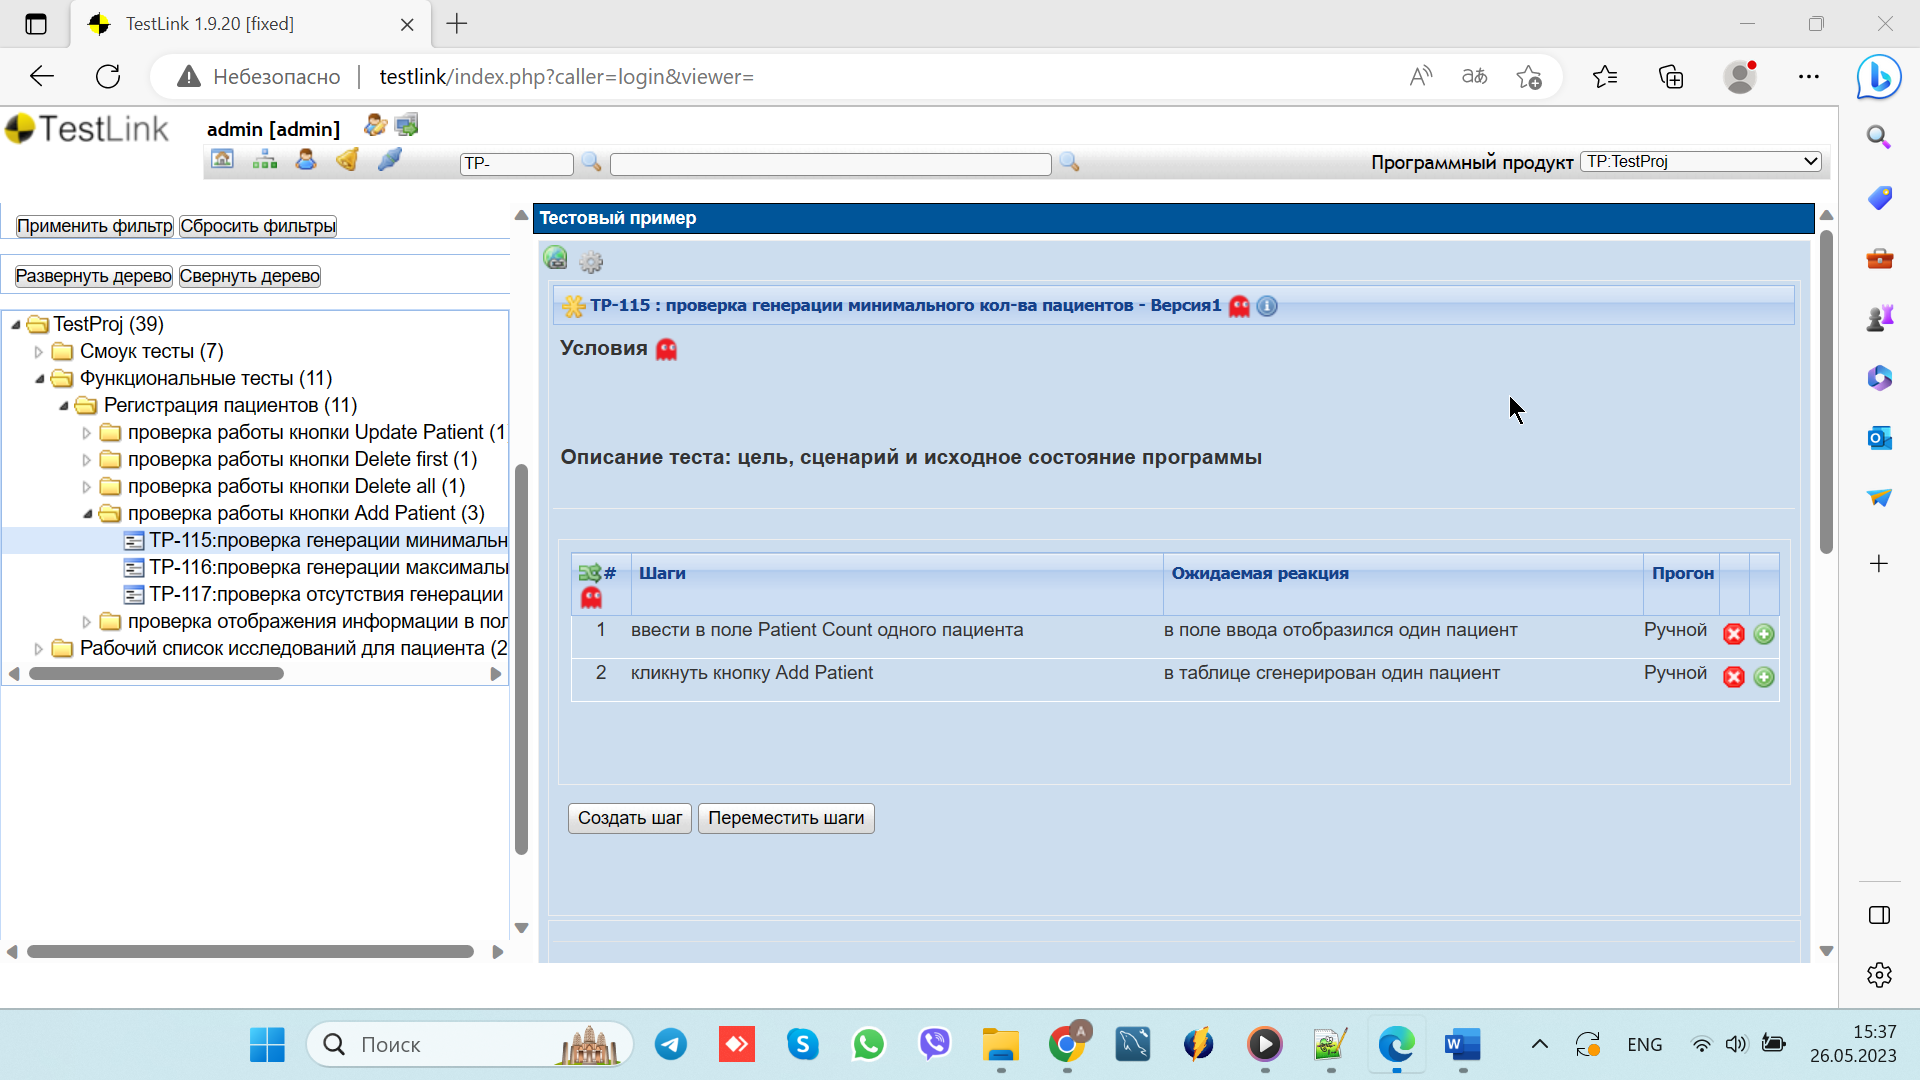 TestLink 1.9.20 [fixed]
Небезопасно
testlink/index.php?caller=login&viewer=
TestLink
admin [admin]
TP-
Программный продукт
TP:TestProj
Применить фильтр
Сбросить фильтры
Развернуть дерево
Свернуть дерево
TestProj (39)
Смоук тесты (7)
Функциональные тесты (11)
Регистрация пациентов (11)
проверка работы кнопки Update Patient (1
проверка работы кнопки Delete first (1)
проверка работы кнопки Delete all (1)
проверка работы кнопки Add Patient (3)
TP-115:проверка генерации минимальн
TP-116:проверка генерации максималы
TP-117:проверка отсутствия генерации
проверка отображения информации в пол
Рабочий список исследований для пациента (2
Тестовый пример
TP-115 : проверка генерации минимального кол-ва пациентов - Версия1
Условия
Описание теста: цель, сценарий и исходное состояние программы
# Шаги Ожидаемая реакция Прогон
1 ввести в поле Patient Count одного пациента в поле ввода отобразился один пациент Ручной
2 кликнуть кнопку Add Patient в таблице сгенерирован один пациент Ручной
Создать шаг
Переместить шаги
Поиск
A
W
ENG
15:37
26.05.2023